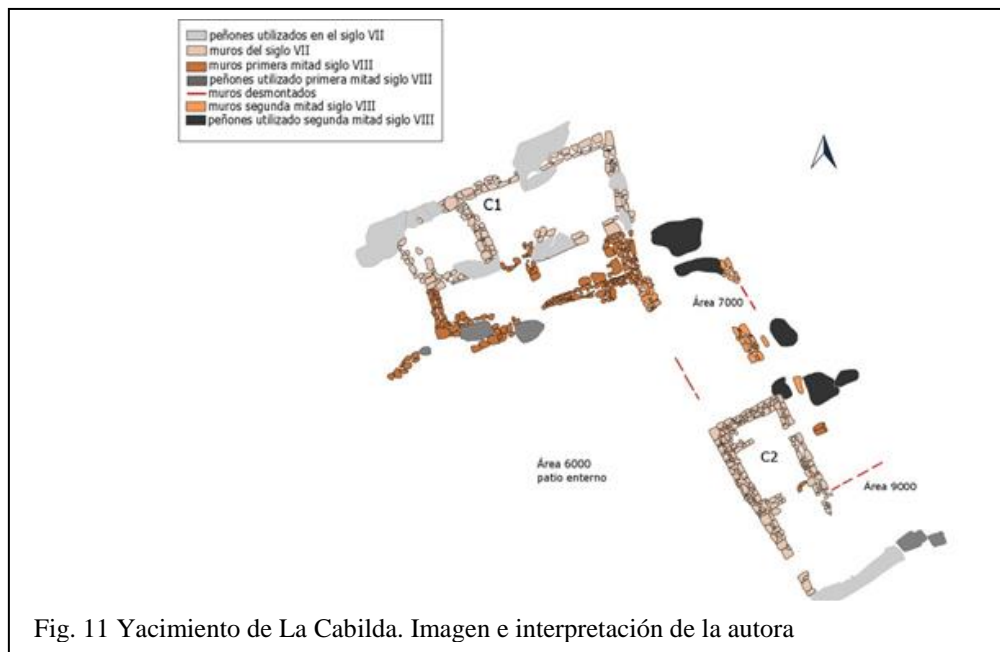 peñones utilizados en el siglo VII
muros del siglo VII
muros primera mitad siglo VIII
peñones utilizado primera mitad siglo VIII
muros desmontados
muros segunda mitad siglo VIII
peñones utilizado segunda mitad siglo VIII
C1
Área 7000
C2
Área 6000
patio enterno
Área 9000
Fig. 11 Yacimiento de La Cabilda. Imagen e interpretación de la autora